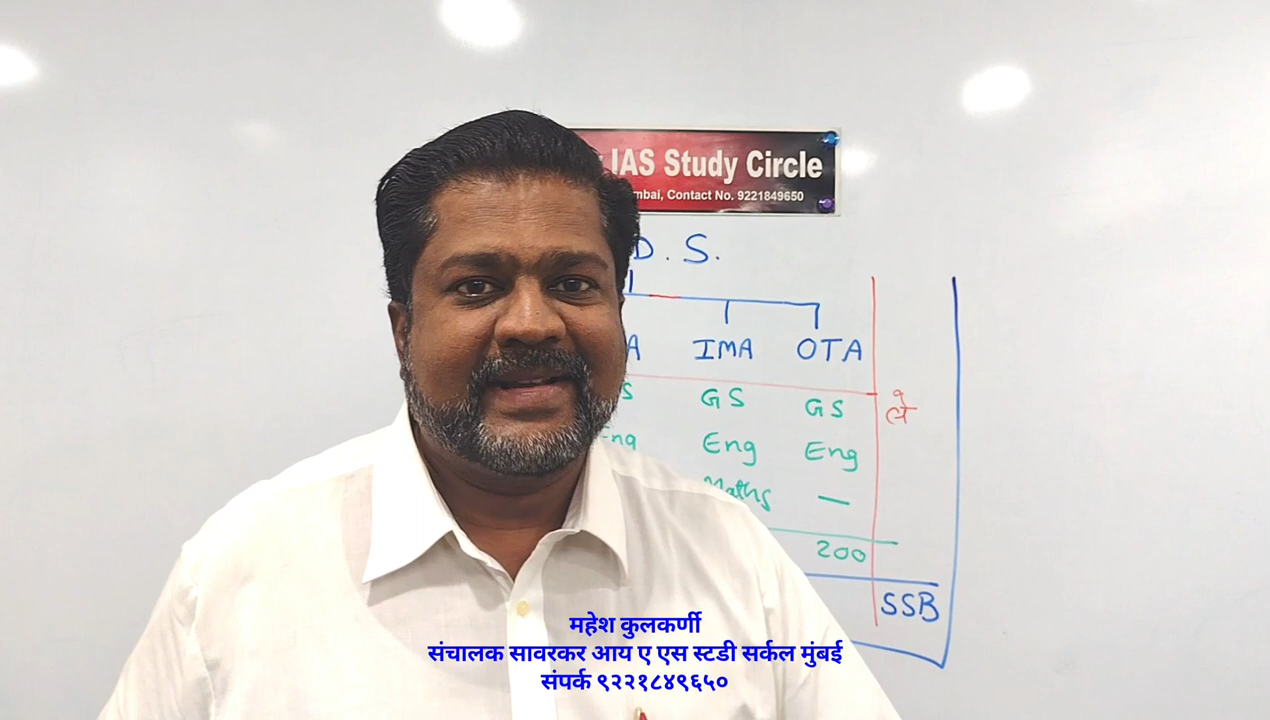 IAS Study Circle
Contact No. 9221849650
D. S.
IMA OTA
GS GS
Eng Eng Eng
Maths —
200
SSB
महेश कुलकर्णी
संचालक सावरकर आय ए एस स्टडी सर्कल मुंबई
संपर्क ९२२१८४९६५०